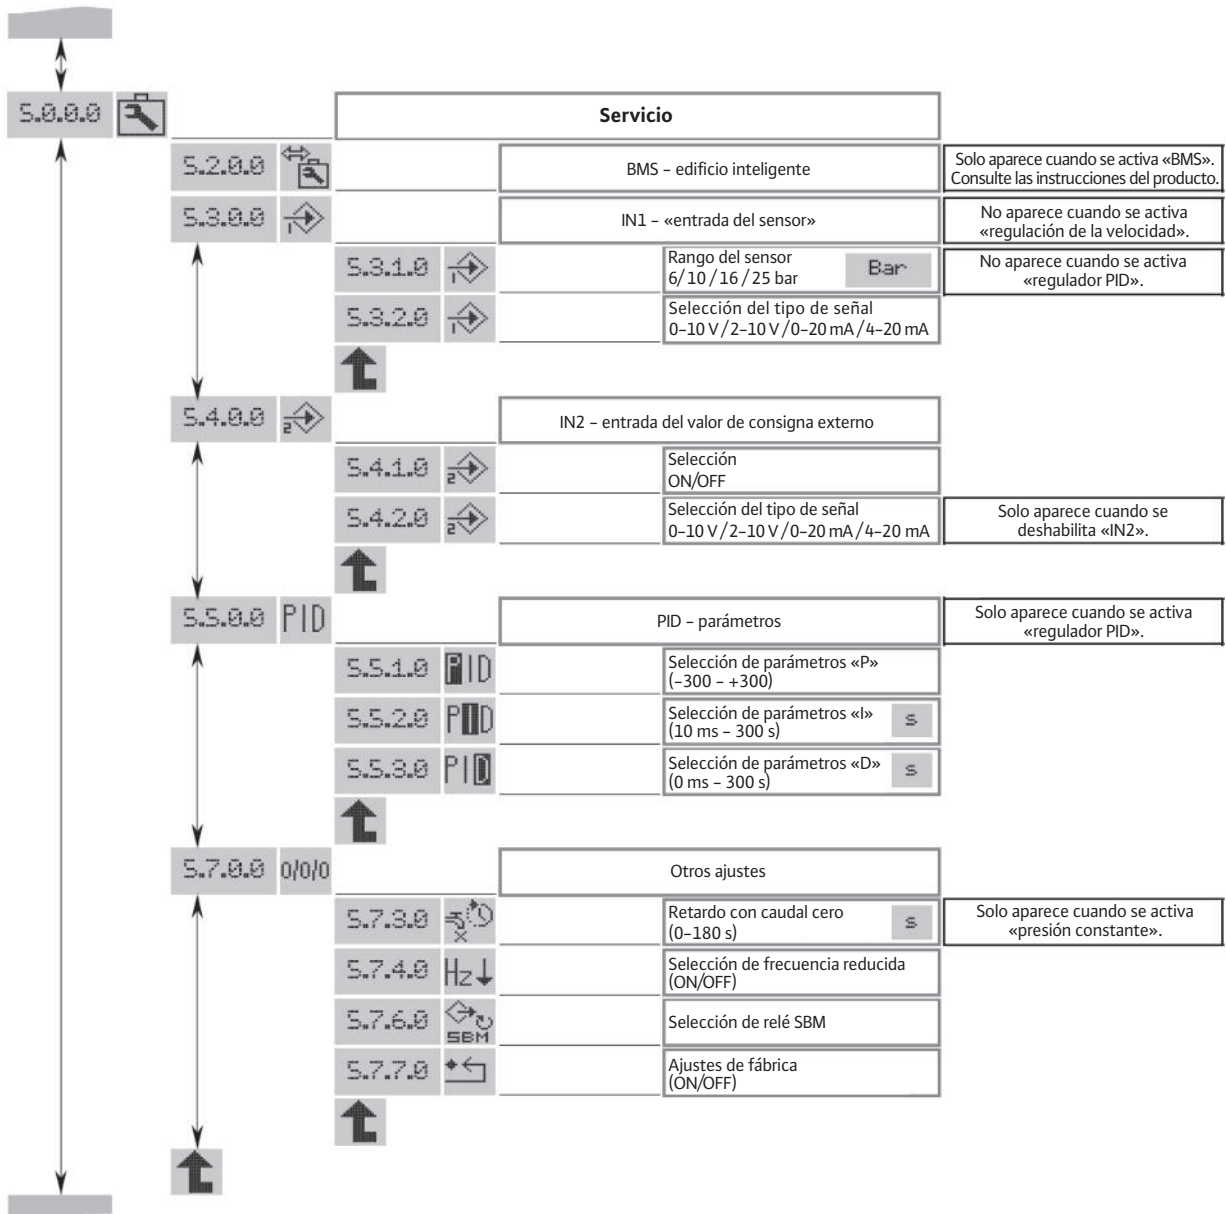 5.0.0.0
Servicio
5.2.0.0
BMS – edificio inteligente
Solo aparece cuando se activa «BMS».
Consulte las instrucciones del producto.
5.3.0.0
1
IN1 – «entrada del sensor»
No aparece cuando se activa
«regulación de la velocidad».
5.3.1.0
1
Rango del sensor
6/10/16/25 bar
Bar
No aparece cuando se activa
«regulador PID».
5.3.2.0
1
Selección del tipo de señal
0–10 V/2–10 V/0–20 mA/4–20 mA
5.4.0.0
2
IN2 – entrada del valor de consigna externo
5.4.1.0
2
Selección
ON/OFF
5.4.2.0
2
Selección del tipo de señal
0–10 V/2–10 V/0–20 mA/4–20 mA
Solo aparece cuando se
deshabilita «IN2».
5.5.0.0
PID
PID – parámetros
Solo aparece cuando se activa
«regulador PID».
5.5.1.0
PID
Selección de parámetros «P»
(–300 – +300)
5.5.2.0
PID
Selección de parámetros «I»
(10 ms – 300 s)
s
5.5.3.0
PID
Selección de parámetros «D»
(0 ms – 300 s)
s
5.7.0.0
0/0/0
Otros ajustes
5.7.3.0
Retardo con caudal cero
(0–180 s)
s
Solo aparece cuando se activa
«presión constante».
5.7.4.0
Hz
Selección de frecuencia reducida
(ON/OFF)
5.7.6.0
SBM
Selección de relé SBM
5.7.7.0
Ajustes de fábrica
(ON/OFF)